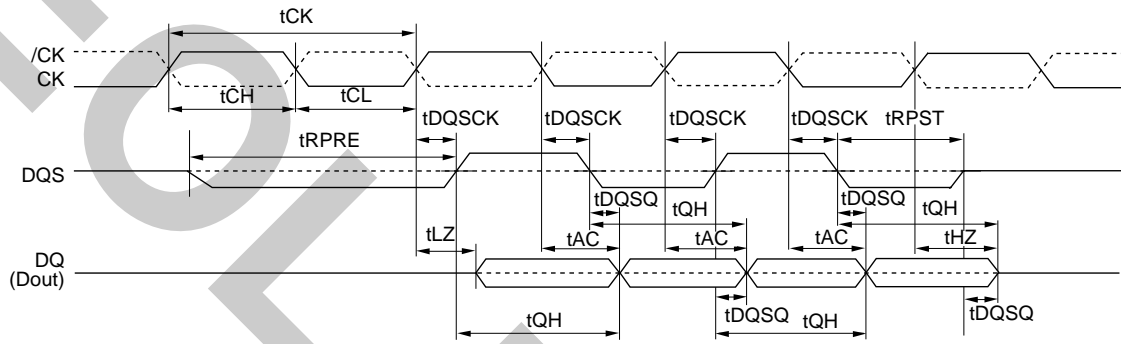 tCK
/CK
CK
tCH tCL
tDQSCK tDQSCK tDQSCK tDQSCK tRPST
tRPRE
DQS
tDQSQ tQH tDQSQ tQH
tLZ tAC tAC tAC tHZ
DQ
(Dout)
tDQSQ tDQSQ
tQH tQH